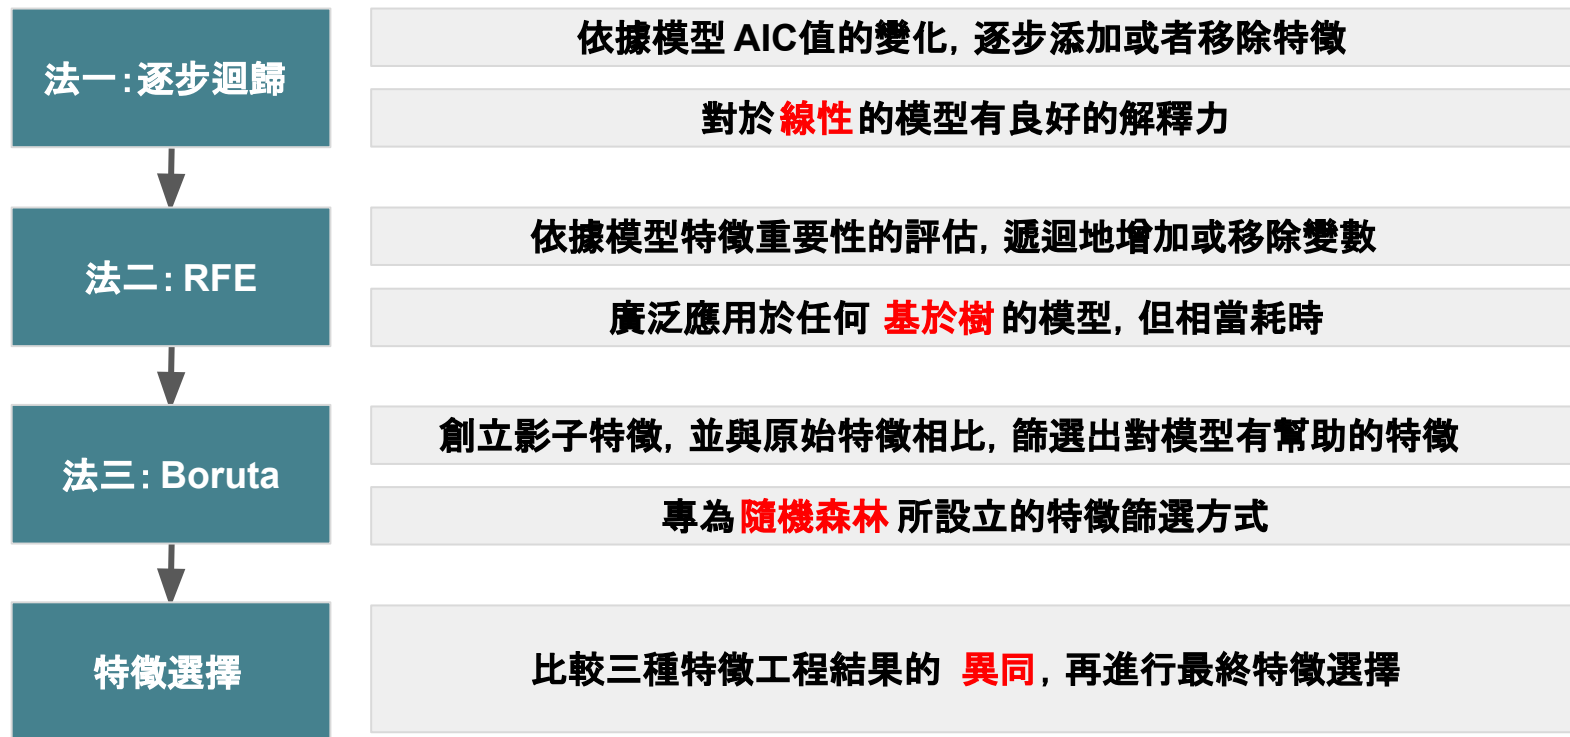 法一：逐步迴歸
依據模型 AIC值的變化，逐步添加或者移除特徵
對於線性的模型有良好的解釋力
法二：RFE
依據模型特徵重要性的評估，遞迴地增加或移除變數
廣泛應用於任何 基於樹的模型，但相當耗時
法三：Boruta
創立影子特徵，並與原始特徵相比，篩選出對模型有幫助的特徵
專為隨機森林所設立的特徵篩選方式
特徵選擇
比較三種特徵工程結果的 異同，再進行最終特徵選擇